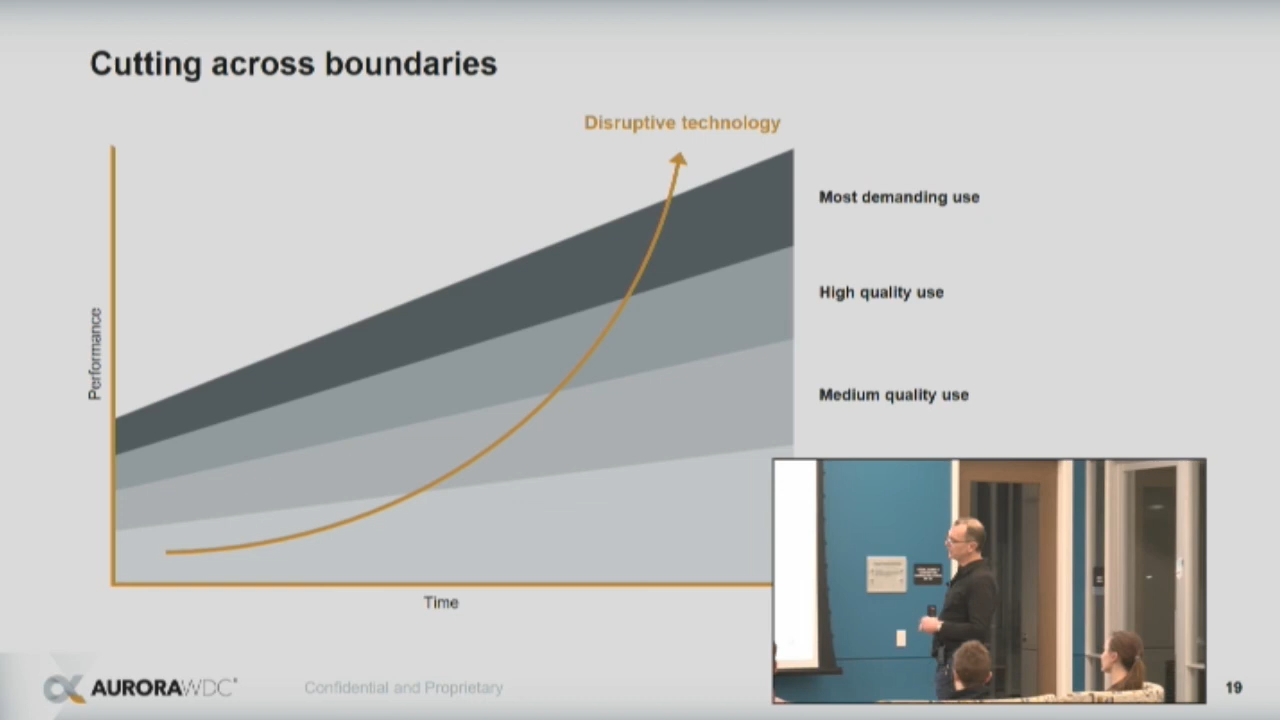 Cutting across boundaries
Disruptive technology
Most demanding use
High quality use
Medium quality use
Performance
Time
AURORAWDC®
Confidential and Proprietary
19